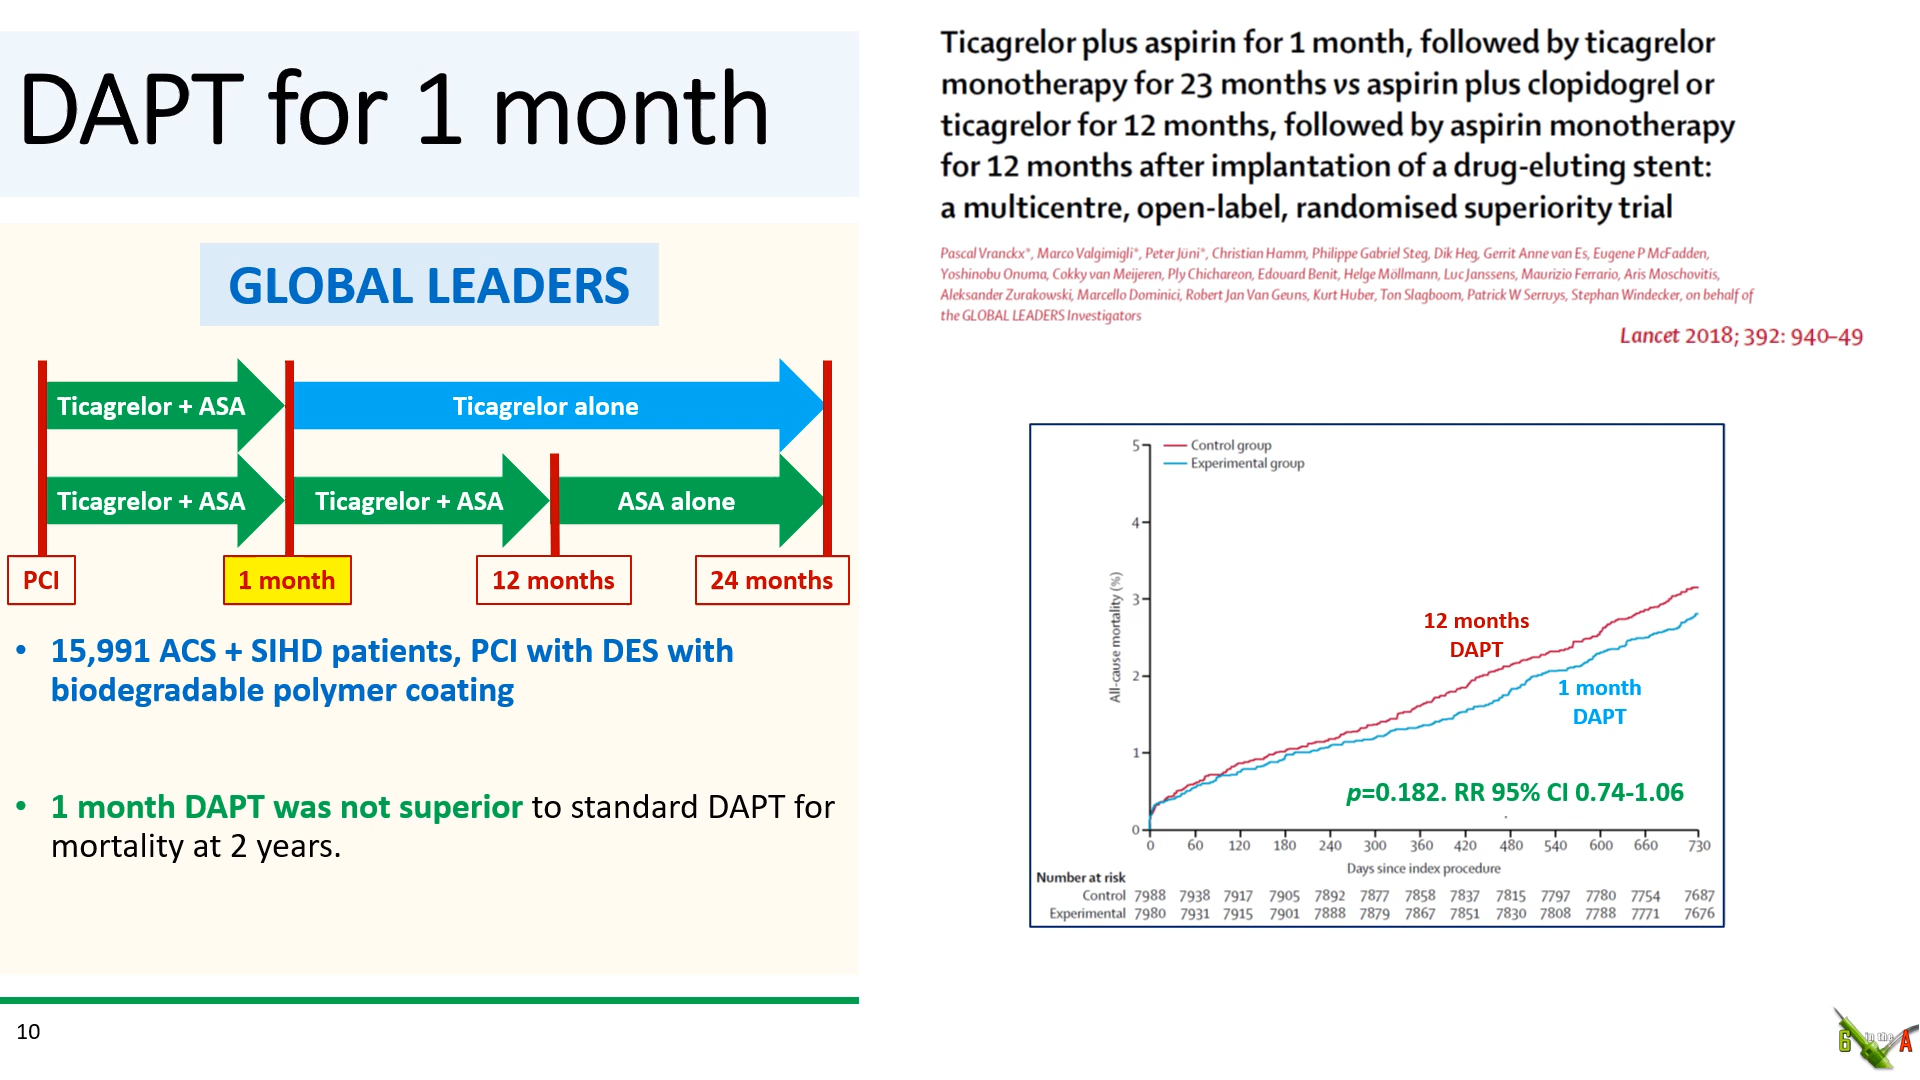 DAPT for 1 month
GLOBAL LEADERS
Ticagrelor + ASA
Ticagrelor alone
Ticagrelor + ASA
Ticagrelor + ASA
ASA alone
PCI
1 month
12 months
24 months
• 15,991 ACS + SIHD patients, PCI with DES with
biodegradable polymer coating
• 1 month DAPT was not superior to standard DAPT for
mortality at 2 years.
10
Ticagrelor plus aspirin for 1 month, followed by ticagrelor
monotherapy for 23 months vs aspirin plus clopidogrel or
ticagrelor for 12 months, followed by aspirin monotherapy
for 12 months after implantation of a drug-eluting stent:
a multicentre, open-label, randomised superiority trial
Pascal Vranckx*, Marco Valgimigli*, Peter Jüni*, Christian Hamm, Philippe Gabriel Steg, Dik Heg, Gerrit Anne van Es, Eugene P McFadden,
Yoshinobu Onuma, Cokky van Meijeren, Ply Chichareon, Edouard Benit, Helge Möllmann, Luc Janssens, Maurizio Ferrario, Aris Moschovitis,
Aleksander Zurakowski, Marcello Dominici, Robert Jan Van Geuns, Kurt Huber, Ton Slagboom, Patrick W Serruys, Stephan Windecker, on behalf of
the GLOBAL LEADERS Investigators
Lancet 2018; 392: 940–49
Control group
Experimental group
All-cause mortality (%)
5
4
3
2
1
0
12 months
DAPT
1 month
DAPT
p=0.182. RR 95% CI 0.74-1.06
0 60 120 180 240 300 360 420 480 540 600 660 730
Days since index procedure
Number at risk
Control 7988 7938 7917 7905 7892 7877 7858 7837 7815 7797 7780 7754 7687
Experimental 7980 7931 7915 7901 7888 7879 7867 7851 7830 7808 7788 7771 7676
6 in the A